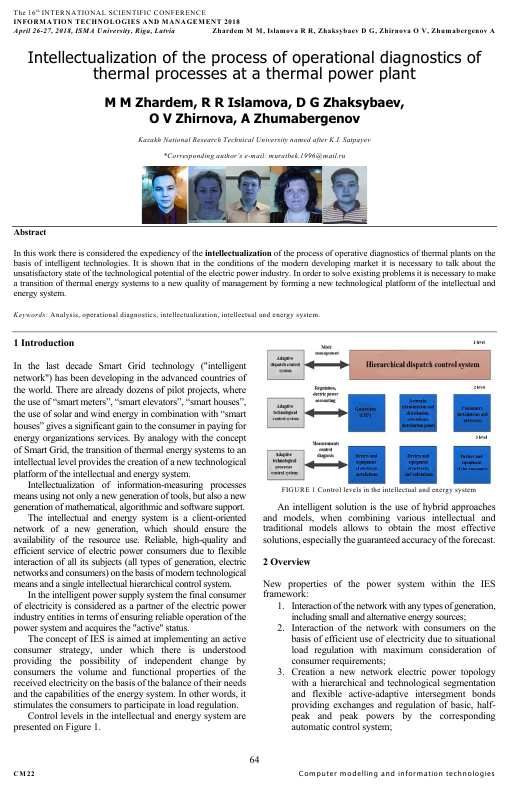 The 16th INTERNATIONAL SCIENTIFIC CONFERENCE
INFORMATION TECHNOLOGIES AND MANAGEMENT 2018
April 26-27, 2018, ISMA University, Riga, Latvia Zhardem M M, Islamova R R, Zhaksybaev D G, Zhirnova O V, Zhumabergenov A
Intellectualization of the process of operational diagnostics of
thermal processes at a thermal power plant
M M Zhardem, R R Islamova, D G Zhaksybaev,
O V Zhirnova, A Zhumabergenov
Kazakh National Research Technical University named after K.I. Satpayev
*Corresponding author's e-mail: muratbek.1996@mail.ru
Abstract
In this work there is considered the expediency of the intellectualization of the process of operative diagnostics of thermal plants on the
basis of intelligent technologies. It is shown that in the conditions of the modern developing market it is necessary to talk about the
unsatisfactory state of the technological potential of the electric power industry. In order to solve existing problems it is necessary to make
a transition of thermal energy systems to a new quality of management by forming a new technological platform of the intellectual and
energy system.
Keywords: Analysis, operational diagnostics, intellectualization, intellectual and energy system.
1 Introduction
In the last decade Smart Grid technology ("intelligent
network") has been developing in the advanced countries of
the world. There are already dozens of pilot projects, where
the use of “smart meters”, “smart elevators”, “smart houses”,
the use of solar and wind energy in combination with “smart
houses” gives a significant gain to the consumer in paying for
energy organizations services. By analogy with the concept
of Smart Grid, the transition of thermal energy systems to an
intellectual level provides the creation of a new technological
platform of the intellectual and energy system.
Intellectualization of information-measuring processes
means using not only a new generation of tools, but also a new
generation of mathematical, algorithmic and software support.
The intellectual and energy system is a client-oriented
network of a new generation, which should ensure the
availability of the resource use. Reliable, high-quality and
efficient service of electric power consumers due to flexible
interaction of all its subjects (all types of generation, electric
networks and consumers) on the basis of modern technological
means and a single intellectual hierarchical control system.
In the intelligent power supply system the final consumer
of electricity is considered as a partner of the electric power
industry entities in terms of ensuring reliable operation of the
power system and acquires the "active" status.
The concept of IES is aimed at implementing an active
consumer strategy, under which there is understood
providing the possibility of independent change by
consumers the volume and functional properties of the
received electricity on the basis of the balance of their needs
and the capabilities of the energy system. In other words, it
stimulates the consumers to participate in load regulation.
Control levels in the intellectual and energy system are
presented on Figure 1.
1 level
Mode
management
Adaptive
dispatch control
system
Hierarchical dispatch control system
2 level
Regulation,
electric power
accounting
Adaptive
technological
control system
3 level
Measurements
control
diagnosis
Adaptive
technological
processes
control system
Devices and
equipment
Devices and
equipment
Devices and
equipment
FIGURE 1 Control levels in the intellectual and energy system
An intelligent solution is the use of hybrid approaches
and models, when combining various intellectual and
traditional models allows to obtain the most effective
solutions, especially the guaranteed accuracy of the forecast.
2 Overview
New properties of the power system within the IES
framework:
1. Interaction of the network with any types of generation,
including small and alternative energy sources;
2. Interaction of the network with consumers on the
basis of efficient use of electricity due to situational
load regulation with maximum consideration of
consumer requirements;
3. Creation a new network electric power topology
with a hierarchical and technological segmentation
and flexible active-adaptive intersegment bonds
providing exchanges and regulation of basic, half-
peak and peak powers by the corresponding
automatic control system;
64
CM22 Computer modelling and information technologies